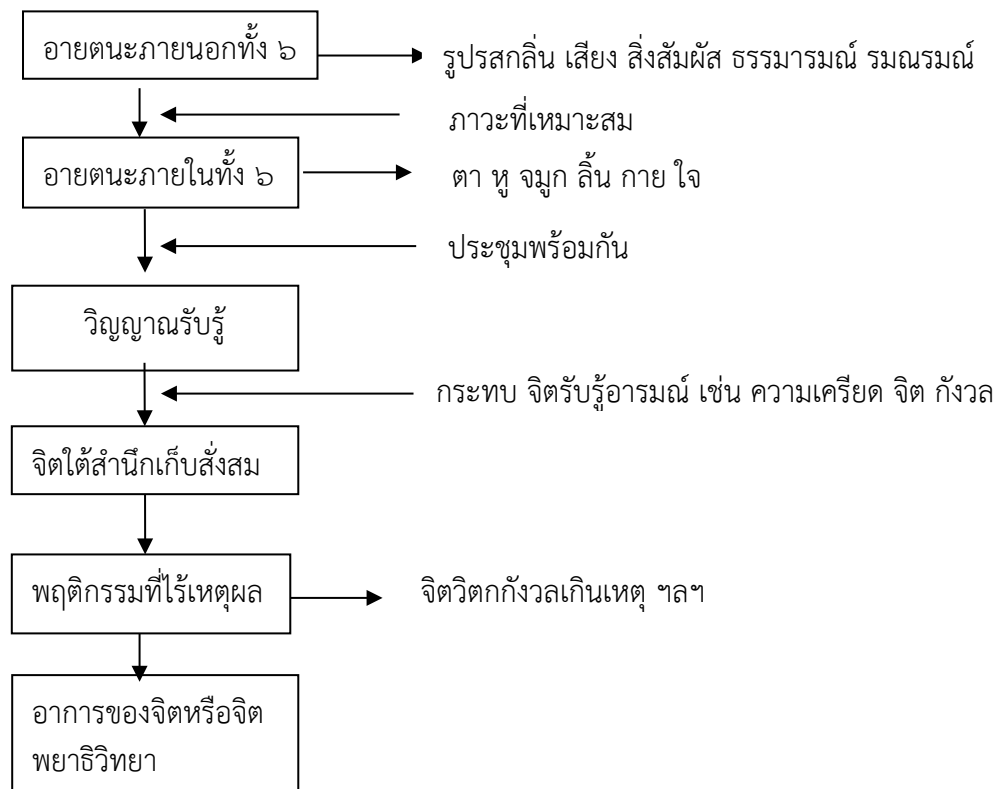 อายตนะภายนอกทั้ง ๖
รูปรสกลิ่น เสียง สิ่งสัมผัส ธรรมารมณ์ รมณรมณ์
ภาวะที่เหมาะสม
อายตนะภายในทั้ง ๖
ตา หู จมูก ลิ้น กาย ใจ
ประชุมพร้อมกัน
วิญญาณรับรู้
กระทบ จิตรับรู้อารมณ์ เช่น ความเครียด จิต กังวล
จิตใต้สำนึกเก็บสั่งสม
พฤติกรรมที่ไร้เหตุผล
จิตวิตกกังวลเกินเหตุ ฯลฯ
อาการของจิตหรือจิต
พยาธิวิทยา